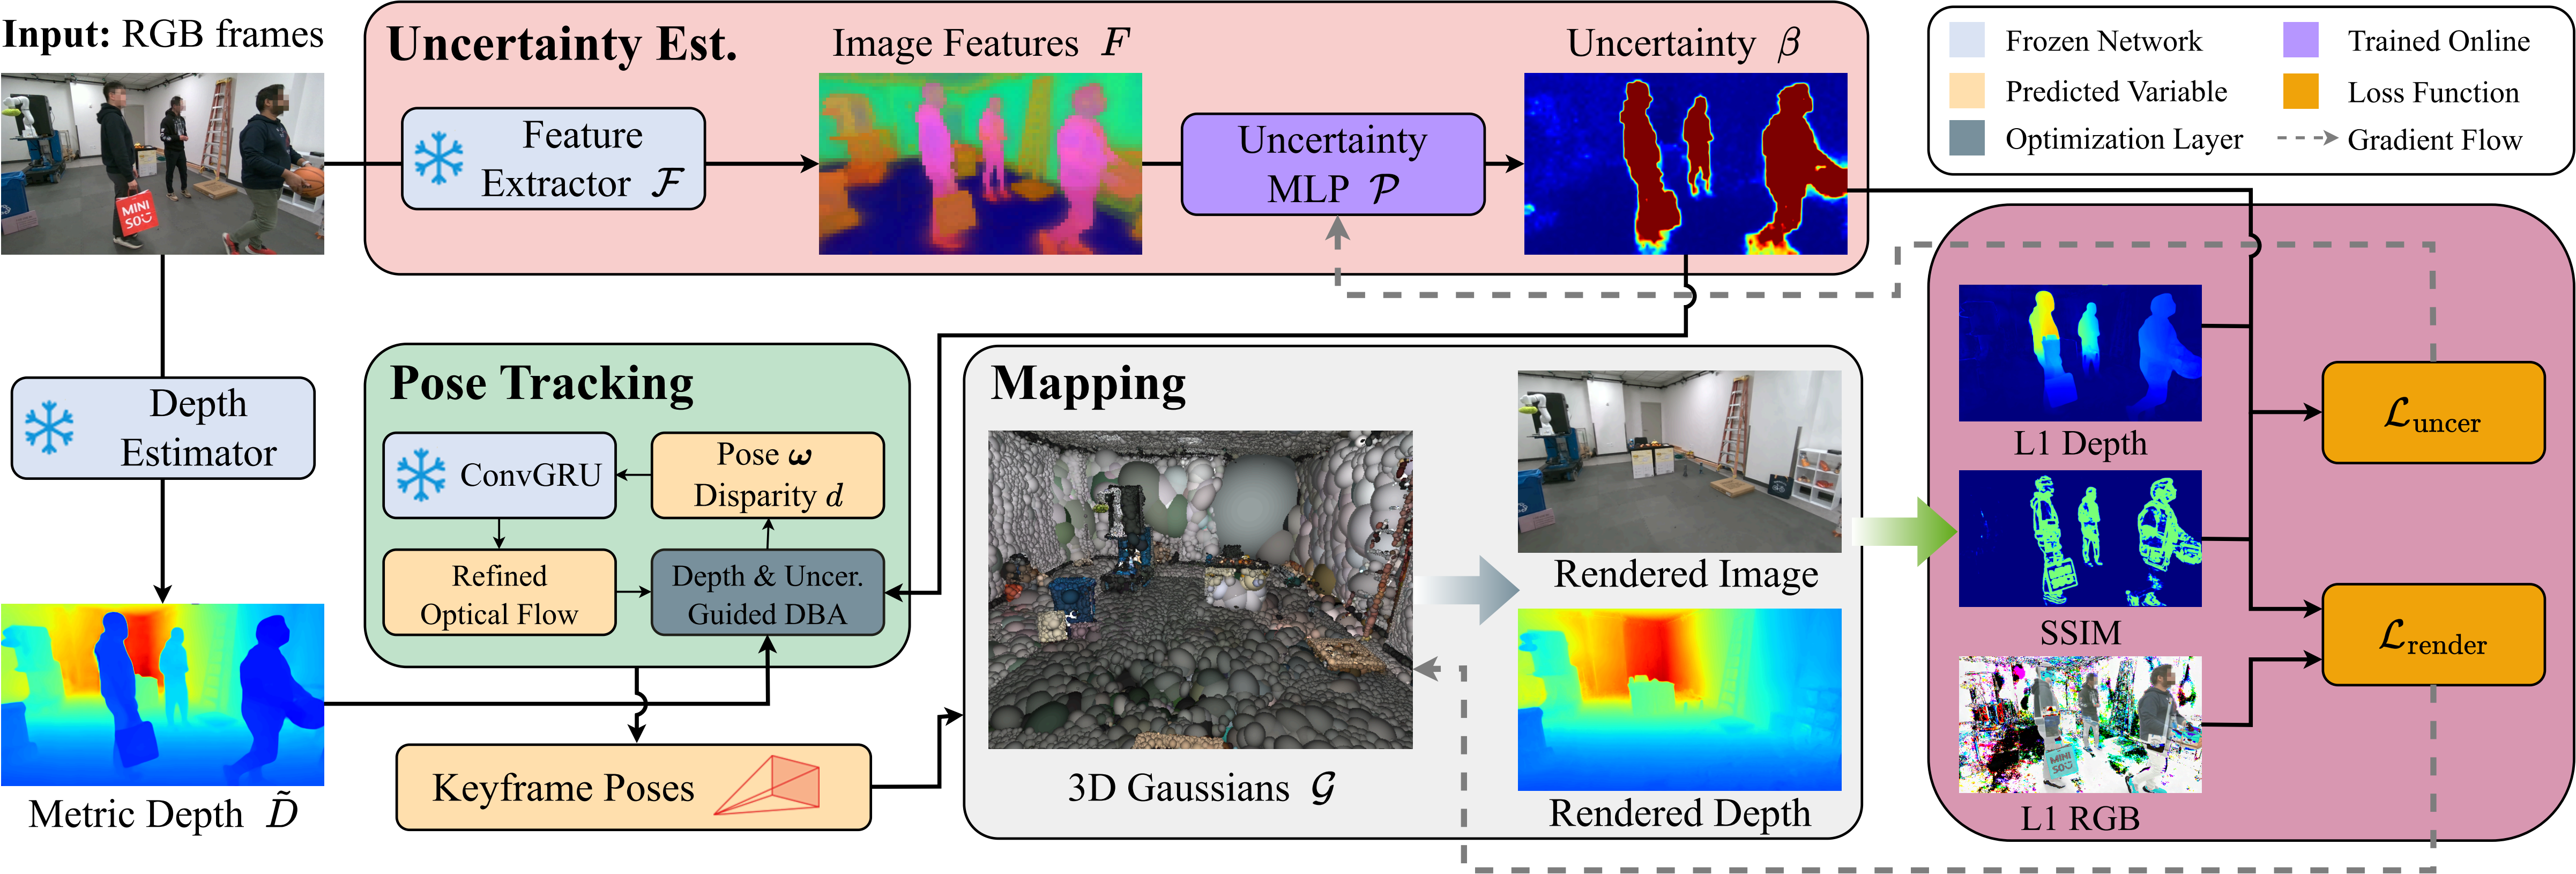 Input: RGB frames
Uncertainty Est.
Image Features F
Uncertainty β
Feature
Extractor 𝓕
Uncertainty
MLP 𝓟
Frozen Network
Trained Online
Predicted Variable
Loss Function
Optimization Layer
Gradient Flow
MINI
SO
Depth
Estimator
Metric Depth D̃
Pose Tracking
ConvGRU
Pose ω
Disparity d
Refined
Optical Flow
Depth & Uncer.
Guided DBA
Keyframe Poses
Mapping
3D Gaussians 𝓖
Rendered Image
Rendered Depth
L1 Depth
SSIM
MINI
SO
L1 RGB
𝓛uncer
𝓛render